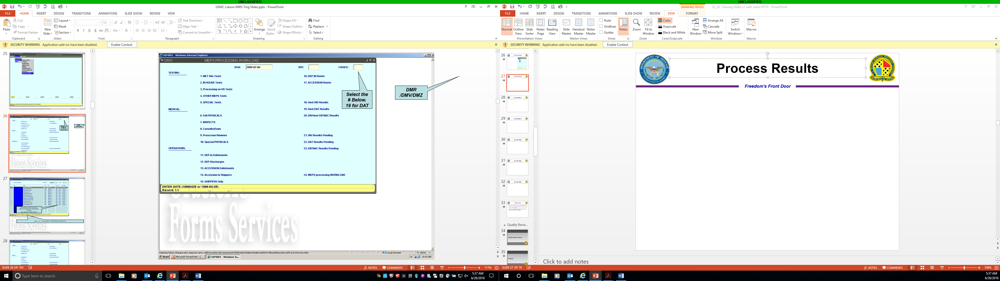 UNCLASSIFIED
USMC Liaison MIRS Trng Slides.pptx - PowerPoint
FILE HOME INSERT DESIGN TRANSITIONS ANIMATIONS SLIDE SHOW REVIEW VIEW
Paste
Cut
Copy
Format Painter
Clipboard
New Slide
Layout
Reset
Section
Slides
12
Font
Text Direction
Align Text
Convert to SmartArt
Paragraph
Arrange
Quick Styles
Shape Fill
Shape Outline
Shape Effects
Drawing
Find
Replace
Select
Editing
SECURITY WARNING Application add-ins have been disabled. Enable Content
25
26
27
28
USMIRS - Windows Internet Explorer
CR01 MEPS PROCESSING WORKLOAD
DOA: 2009-02-06 SPF: CHOICE:
TESTING:
1. MET Site Tests
2. IN HOUSE Tests
3. Processing on HS Tests
4. OTHER MEPS Tests
5. SPECIAL Tests
MEDICAL:
6. Full PHYSICALS
7. INSPECTS
8. Consults/Evals
9. Prescreen Reviews
10. Special PHYSICALS
OPERATIONS:
11. DEP-In Enlistments
12. DEP Discharges
13. ACCESSION Enlistments
14. Accession & Shippers
15. SHIPPERS Only
16. DEP IN Roster
17. ACCESSION Roster
18. Host HIV Results
19. Host DAT Results
20. DIS/Host ENTNAC Results
21. HIV Results Pending
22. DAT Results Pending
23. ENTNAC Results Pending
24. MEPS processing WORKLOAD
Select the
# Below.
19 for DAT
DMR
/DMV/DMZ
ENTER DATE (19960425 or 1996-04-25)
Record: 1/1 ... ...
Forms Services
Local intranet 100%
Start Microsoft PowerPoint - [... USMIRS - Windows In... 8:43 AM
SLIDE 26 OF 103 NOTES COMMENTS 111%
Type here to search
5:37 AM
6/28/2018
UNCLASSIFIED
DRAWING TOOLS
SL_GC Training Slides v1 with notes.PPTX - PowerPoint
FILE HOME INSERT DESIGN TRANSITIONS ANIMATIONS SLIDE SHOW REVIEW VIEW FORMAT
Normal
Outline View
Slide Sorter
Notes Page
Reading View
Presentation Views
Slide Master
Handout Master
Notes Master
Master Views
Ruler
Gridlines
Guides
Show
Notes
Zoom
Fit to Window
Zoom
Color
Grayscale
Black and White
Color/Grayscale
New Window
Arrange All
Cascade
Move Split
Switch Windows
Window
Macros
Macros
SECURITY WARNING Application add-ins have been disabled. Enable Content
26
27
28
29
30
31
32
33
Quality Revie...
34
35
Process Results
Freedom's Front Door
Click to add notes
SLIDE 27 OF 70 NOTES COMMENTS 106%
5:37 AM
6/28/2018